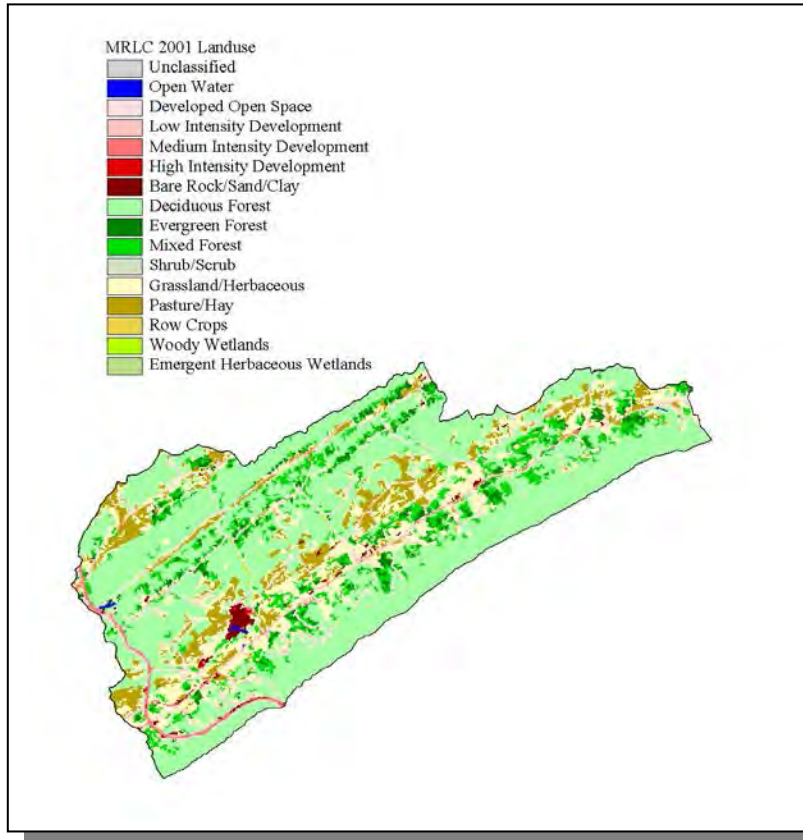 MRLC 2001 Landuse
Unclassified
Open Water
Developed Open Space
Low Intensity Development
Medium Intensity Development
High Intensity Development
Bare Rock/Sand/Clay
Deciduous Forest
Evergreen Forest
Mixed Forest
Shrub/Scrub
Grassland/Herbaceous
Pasture/Hay
Row Crops
Woody Wetlands
Emergent Herbaceous Wetlands